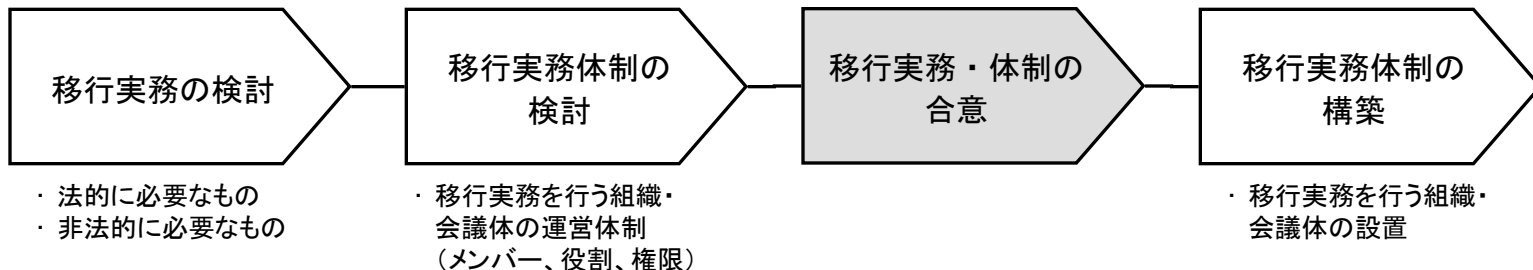 移行実務の検討
移行実務体制の
検討
移行実務・体制の
合意
移行実務体制の
構築
· 法的に必要なもの
· 非法的に必要なもの
· 移行実務を行う組織・
会議体の運営体制
（メンバー、役割、権限）
· 移行実務を行う組織・
会議体の設置